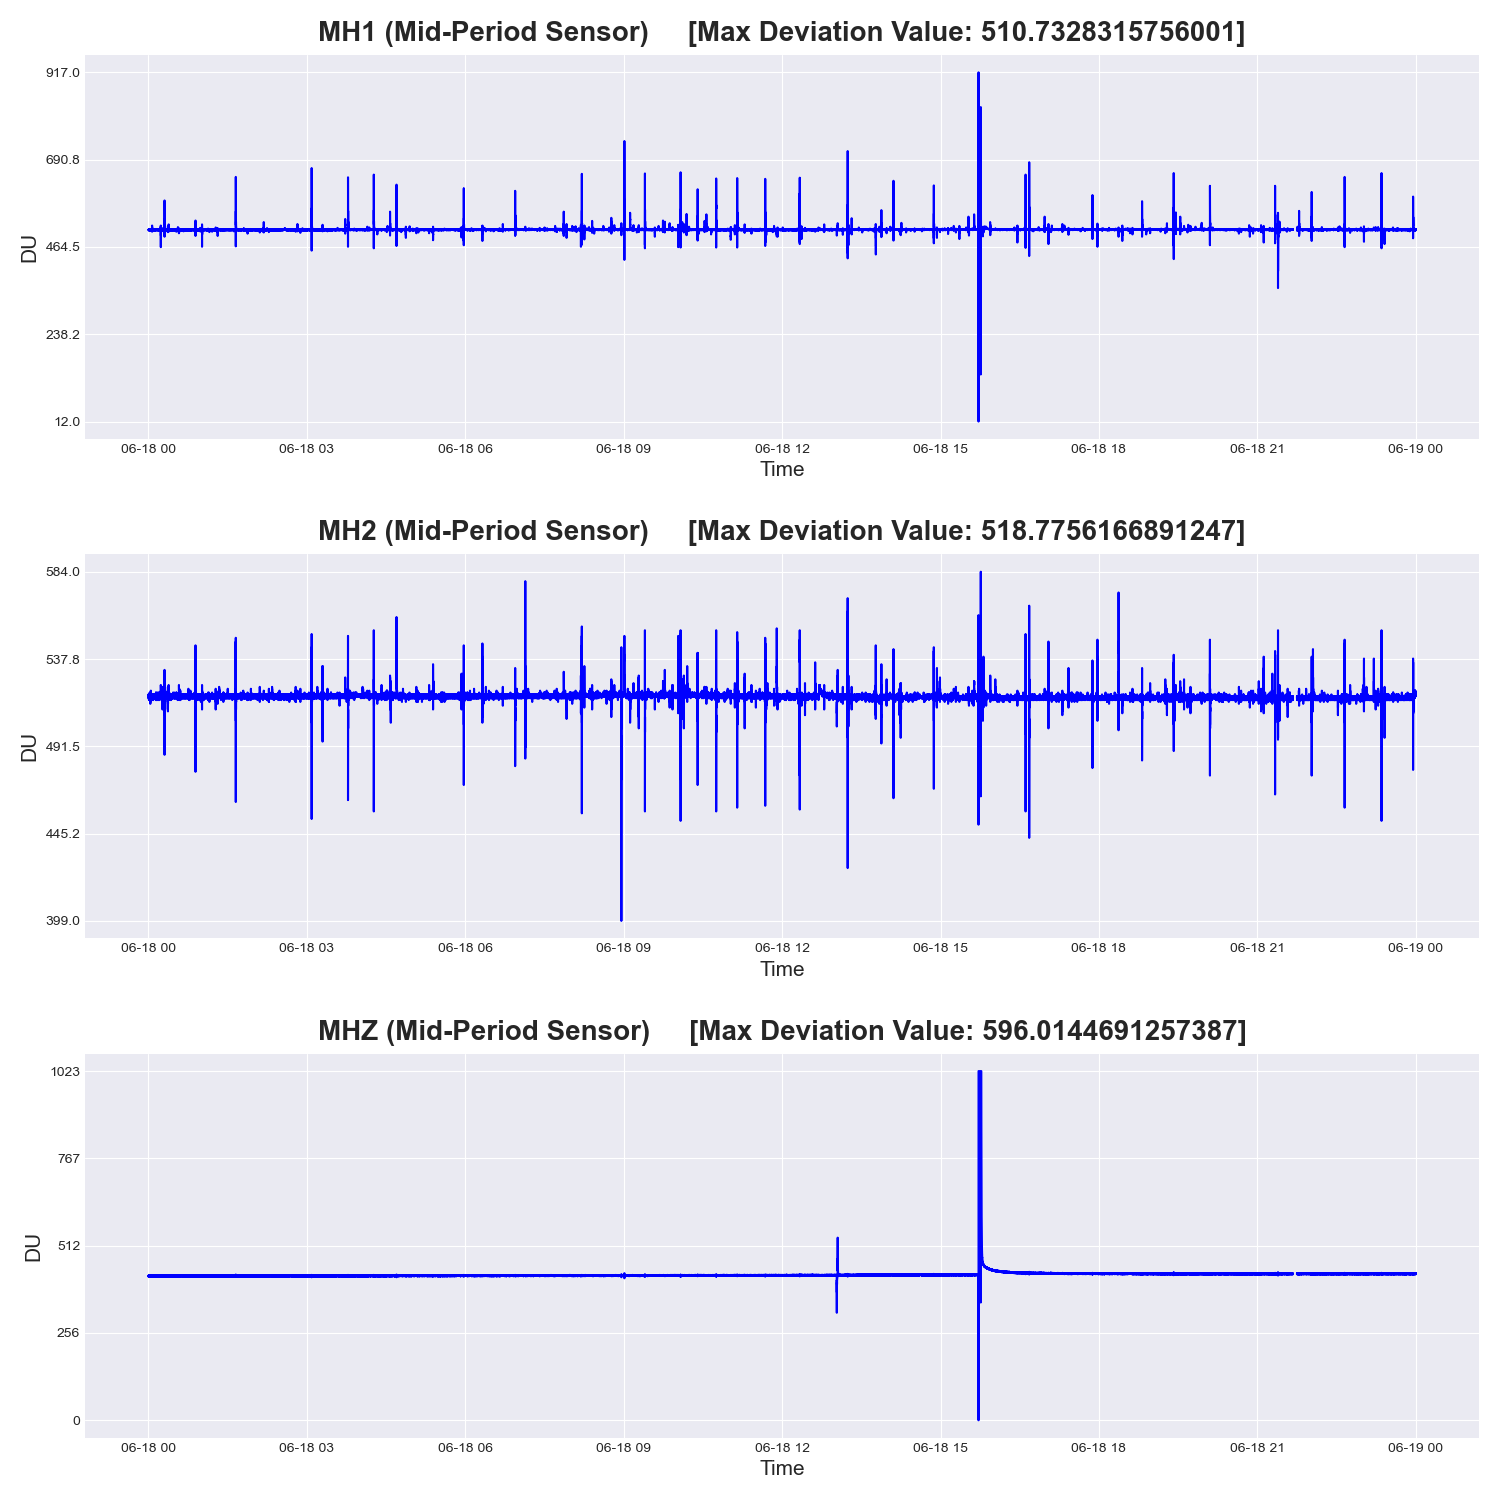 MH1 (Mid-Period Sensor) [Max Deviation Value: 510.7328315756001]
917.0
690.8
464.5
238.2
12.0
DU
06-18 00 06-18 03 06-18 06 06-18 09 06-18 12 06-18 15 06-18 18 06-18 21 06-19 00
Time
MH2 (Mid-Period Sensor) [Max Deviation Value: 518.7756166891247]
584.0
537.8
491.5
445.2
399.0
DU
06-18 00 06-18 03 06-18 06 06-18 09 06-18 12 06-18 15 06-18 18 06-18 21 06-19 00
Time
MHZ (Mid-Period Sensor) [Max Deviation Value: 596.0144691257387]
1023
767
512
256
0
DU
06-18 00 06-18 03 06-18 06 06-18 09 06-18 12 06-18 15 06-18 18 06-18 21 06-19 00
Time